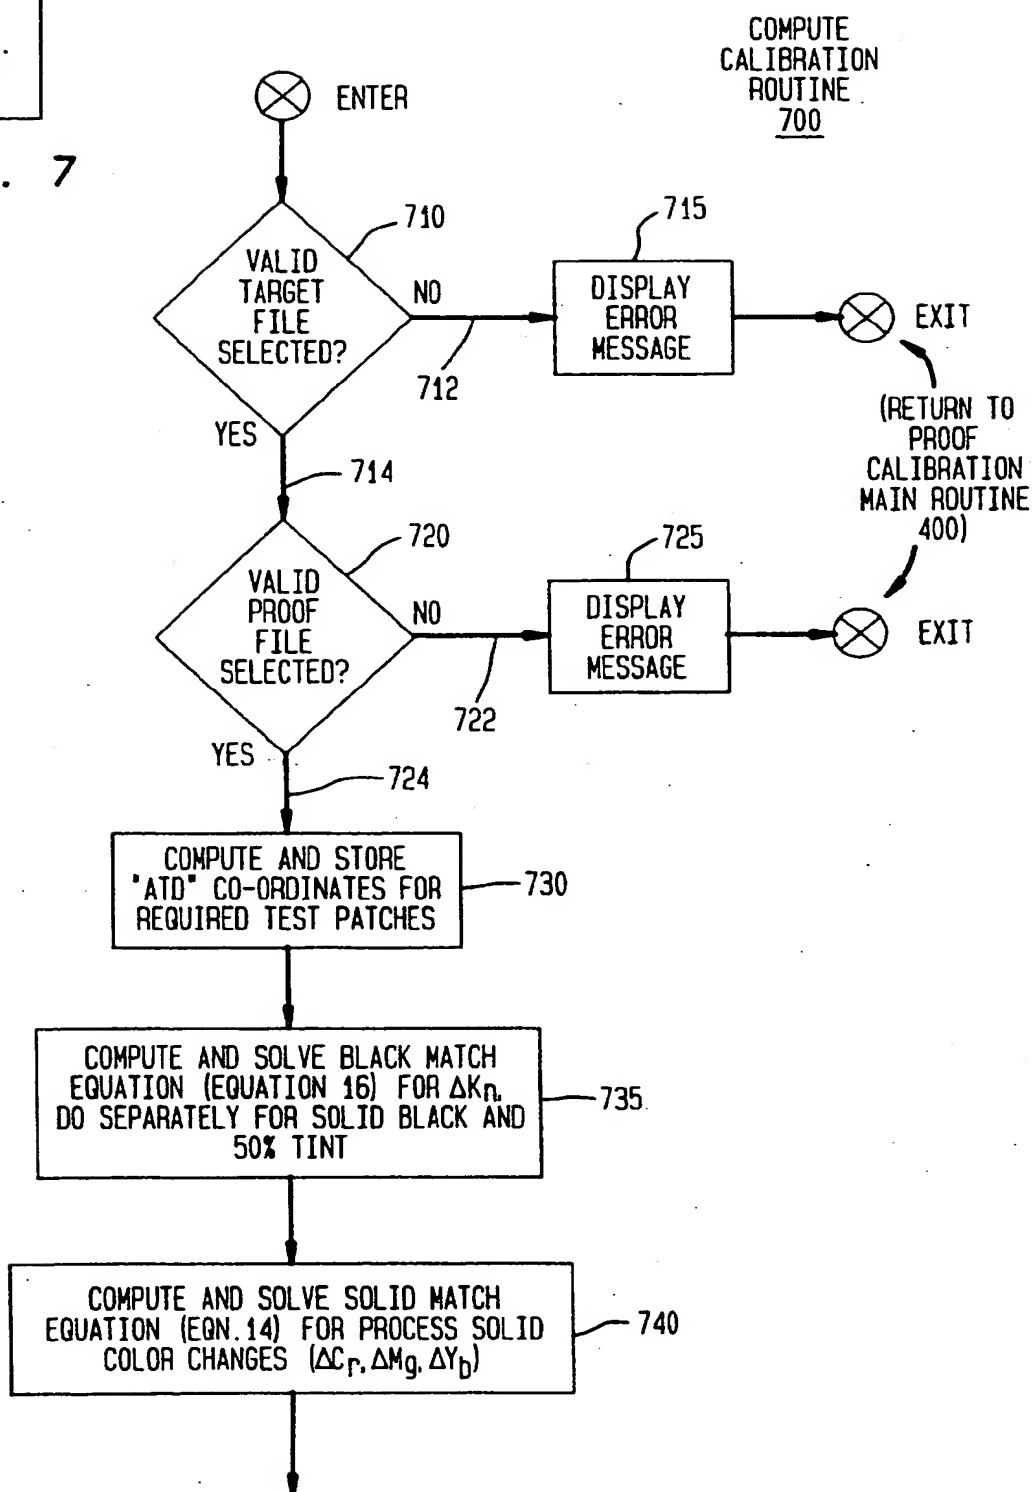 COMPUTE
CALIBRATION
ROUTINE
700
ENTER
. 7
710
VALID
TARGET
FILE
SELECTED?
NO
712
715
DISPLAY
ERROR
MESSAGE
EXIT
(RETURN TO
PROOF
CALIBRATION
MAIN ROUTINE
400)
YES
714
720
VALID
PROOF
FILE
SELECTED?
NO
722
725
DISPLAY
ERROR
MESSAGE
EXIT
YES
724
COMPUTE AND STORE
"ATD" CO-ORDINATES FOR
REQUIRED TEST PATCHES
730
COMPUTE AND SOLVE BLACK MATCH
EQUATION (EQUATION 16) FOR ΔKn.
DO SEPARATELY FOR SOLID BLACK AND
50% TINT
735
COMPUTE AND SOLVE SOLID MATCH
EQUATION (EQN.14) FOR PROCESS SOLID
COLOR CHANGES (ΔCr, ΔMg, ΔYb)
740